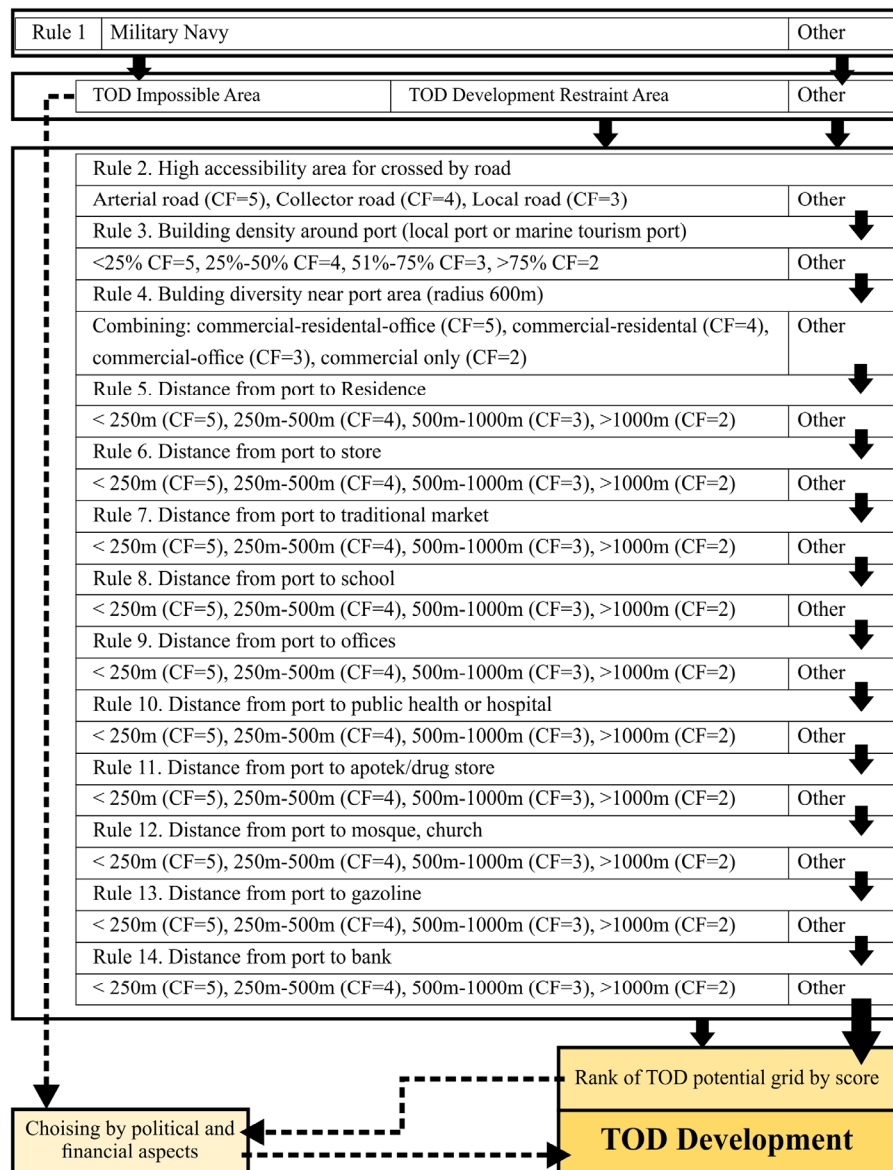 Rule 1 Military Navy Other
TOD Impossible Area TOD Development Restraint Area Other
Rule 2. High accessibility area for crossed by road
Arterial road (CF=5), Collector road (CF=4), Local road (CF=3) Other
Rule 3. Building density around port (local port or marine tourism port)
<25% CF=5, 25%-50% CF=4, 51%-75% CF=3, >75% CF=2 Other
Rule 4. Bulding diversity near port area (radius 600m)
Combining: commercial-residental-office (CF=5), commercial-residental (CF=4), Other
commercial-office (CF=3), commercial only (CF=2)
Rule 5. Distance from port to Residence
< 250m (CF=5), 250m-500m (CF=4), 500m-1000m (CF=3), >1000m (CF=2) Other
Rule 6. Distance from port to store
< 250m (CF=5), 250m-500m (CF=4), 500m-1000m (CF=3), >1000m (CF=2) Other
Rule 7. Distance from port to traditional market
< 250m (CF=5), 250m-500m (CF=4), 500m-1000m (CF=3), >1000m (CF=2) Other
Rule 8. Distance from port to school
< 250m (CF=5), 250m-500m (CF=4), 500m-1000m (CF=3), >1000m (CF=2) Other
Rule 9. Distance from port to offices
< 250m (CF=5), 250m-500m (CF=4), 500m-1000m (CF=3), >1000m (CF=2) Other
Rule 10. Distance from port to public health or hospital
< 250m (CF=5), 250m-500m (CF=4), 500m-1000m (CF=3), >1000m (CF=2) Other
Rule 11. Distance from port to apotek/drug store
< 250m (CF=5), 250m-500m (CF=4), 500m-1000m (CF=3), >1000m (CF=2) Other
Rule 12. Distance from port to mosque, church
< 250m (CF=5), 250m-500m (CF=4), 500m-1000m (CF=3), >1000m (CF=2) Other
Rule 13. Distance from port to gazoline
< 250m (CF=5), 250m-500m (CF=4), 500m-1000m (CF=3), >1000m (CF=2) Other
Rule 14. Distance from port to bank
< 250m (CF=5), 250m-500m (CF=4), 500m-1000m (CF=3), >1000m (CF=2) Other
Rank of TOD potential grid by score
Choising by political and
financial aspects
TOD Development